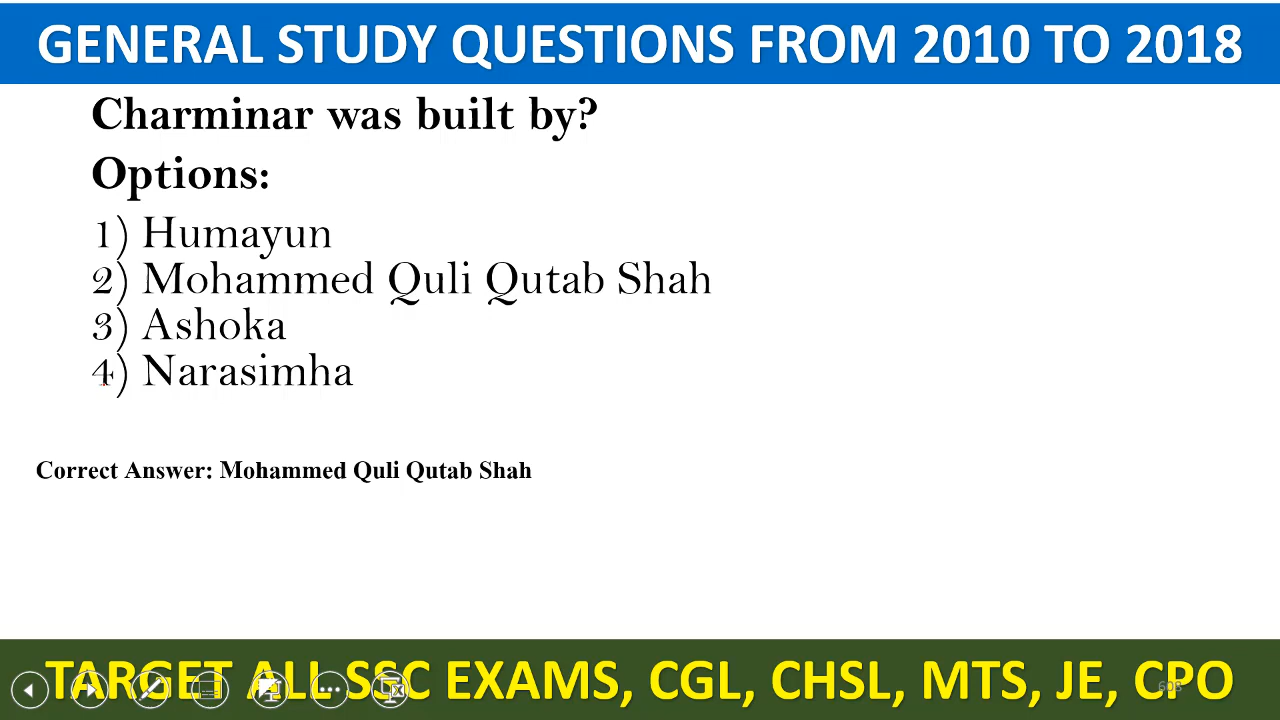 GENERAL STUDY QUESTIONS FROM 2010 TO 2018
Charminar was built by?
Options:
1) Humayun
2) Mohammed Quli Qutab Shah
3) Ashoka
4) Narasimha
Correct Answer: Mohammed Quli Qutab Shah
TARGET ALL SSC EXAMS, CGL, CHSL, MTS, JE, CPO